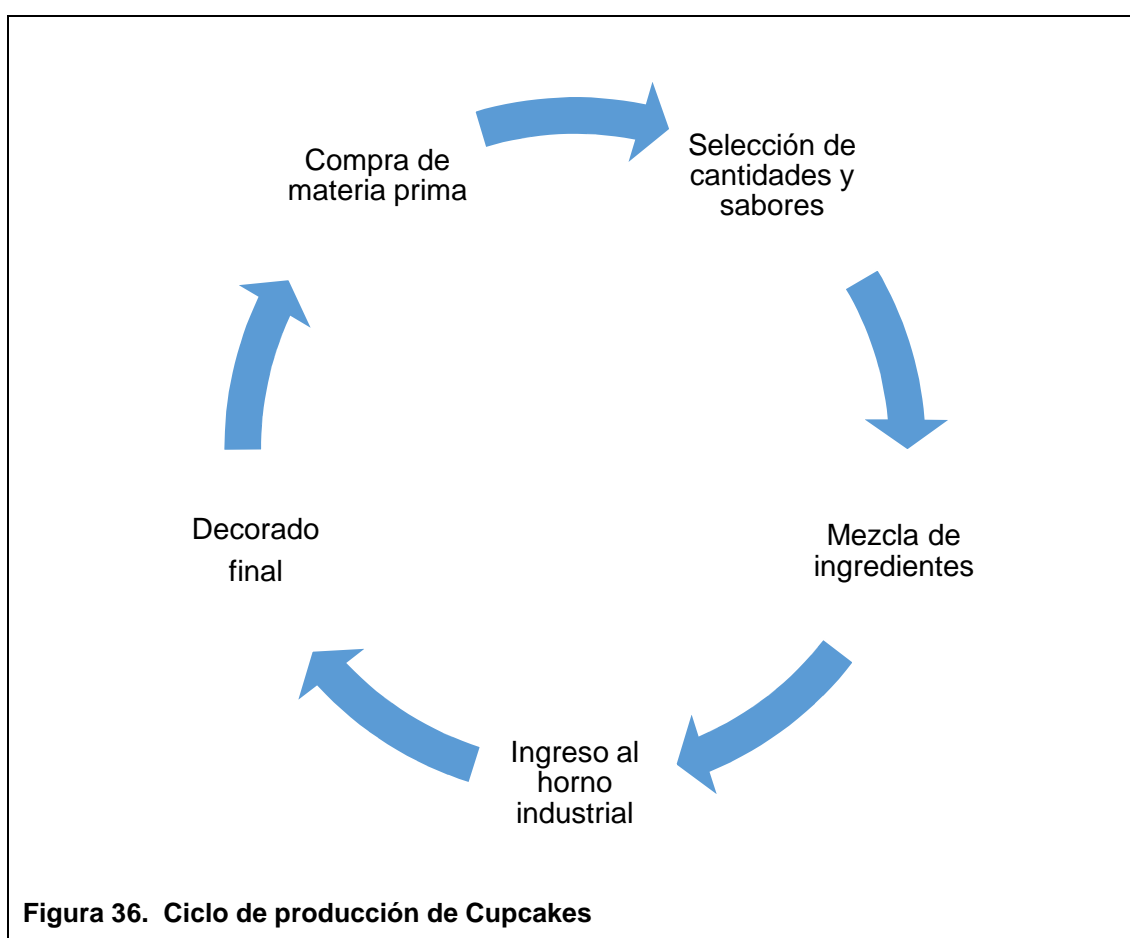 Compra de
materia prima
Selección de
cantidades y
sabores
Mezcla de
ingredientes
Ingreso al
horno
industrial
Decorado
final
Figura 36.  Ciclo de producción de Cupcakes